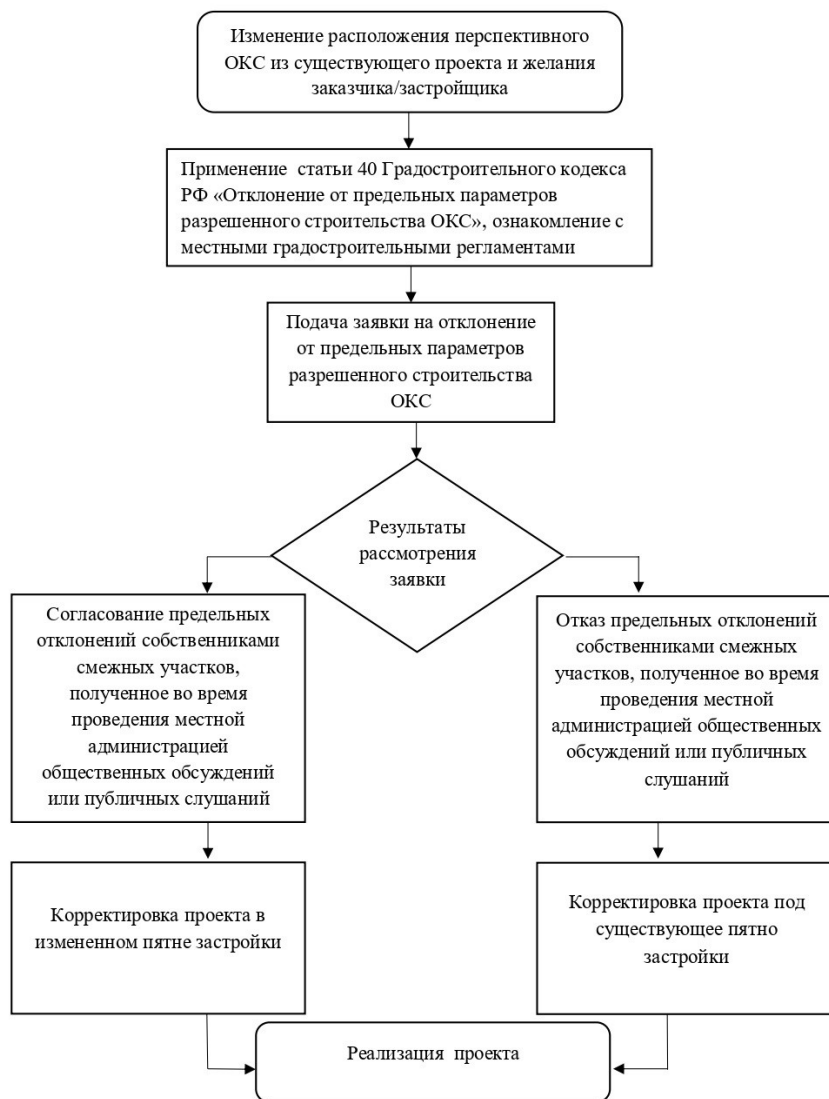 Изменение расположения перспективного
ОКС из существующего проекта и желания
заказчика/застройщика
Применение статьи 40 Градостроительного кодекса
РФ «Отклонение от предельных параметров
разрешенного строительства ОКС», ознакомление с
местными градостроительными регламентами
Подача заявки на отклонение
от предельных параметров
разрешенного строительства
ОКС
Результаты
рассмотрения
заявки
Согласование предельных
отклонений собственниками
смежных участков,
полученное во время
проведения местной
администрацией
общественных обсуждений
или публичных слушаний
Отказ предельных отклонений
собственниками смежных
участков, полученное во время
проведения местной
администрацией общественных
обсуждений или публичных
слушаний
Корректировка проекта в
измененном пятне застройки
Корректировка проекта под
существующее пятно
застройки
Реализация проекта